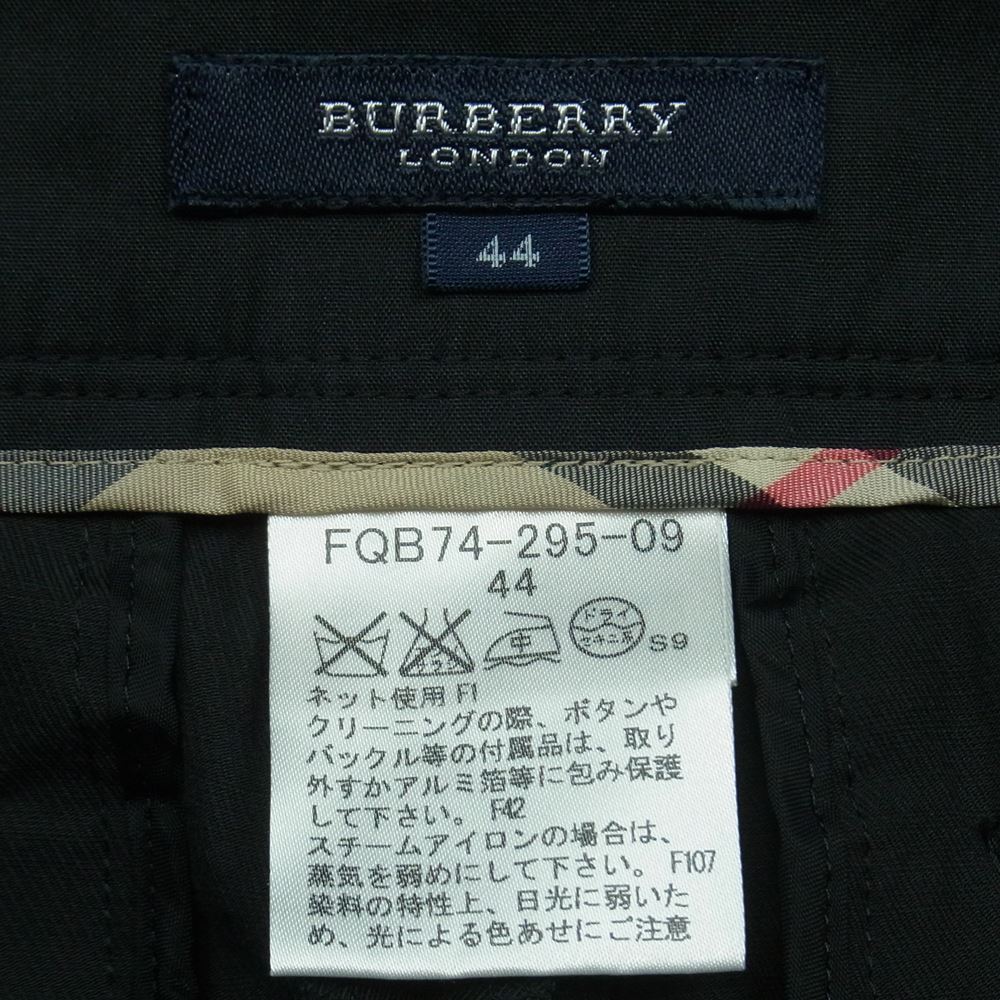 BURBERRY
LONDON
44
FQB74-295-09
44
中
ドライ
セキユ系
S9
ネット使用 F1
クリーニングの際、ボタンや
バックル等の付属品は、取り
外すかアルミ箔等に包み保護
して下さい。 F42
スチームアイロンの場合は、
蒸気を弱めにして下さい。 F107
染料の特性上、日光に弱いた
め、光による色あせにご注意